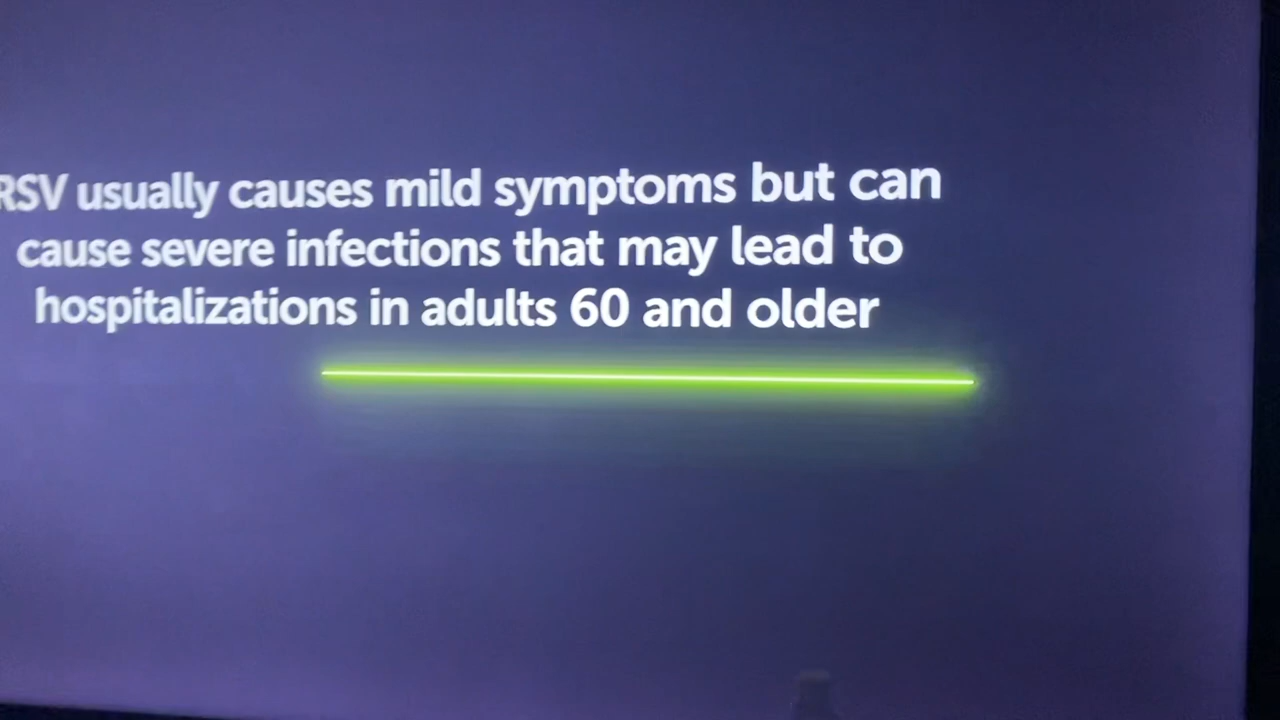 RSV usually causes mild symptoms but can
cause severe infections that may lead to
hospitalizations in adults 60 and older